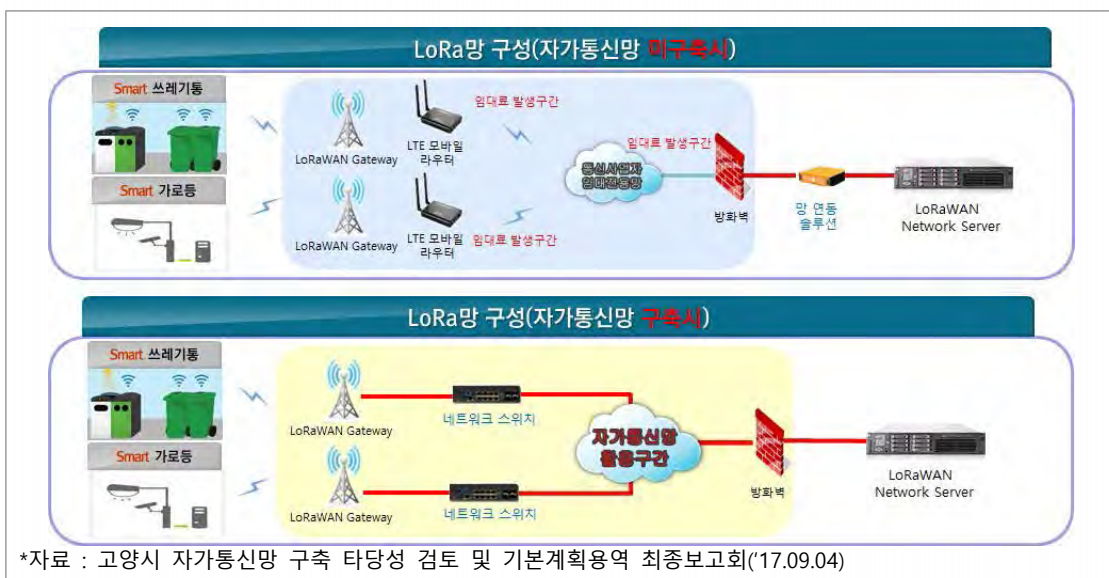 LoRa망 구성(자가통신망 미구축시)
Smart 쓰레기통
Smart 가로등
LoRaWAN Gateway
LTE 모바일
라우터
임대료 발생구간
LoRaWAN Gateway
LTE 모바일
라우터
임대료 발생구간
통신사업자
임대전송망
임대료 발생구간
방화벽
망 연동
솔루션
LoRaWAN
Network Server
LoRa망 구성(자가통신망 구축시)
Smart 쓰레기통
Smart 가로등
LoRaWAN Gateway
네트워크 스위치
LoRaWAN Gateway
네트워크 스위치
자가통신망
활용구간
방화벽
LoRaWAN
Network Server
*자료 : 고양시 자가통신망 구축 타당성 검토 및 기본계획용역 최종보고회(‘17.09.04)